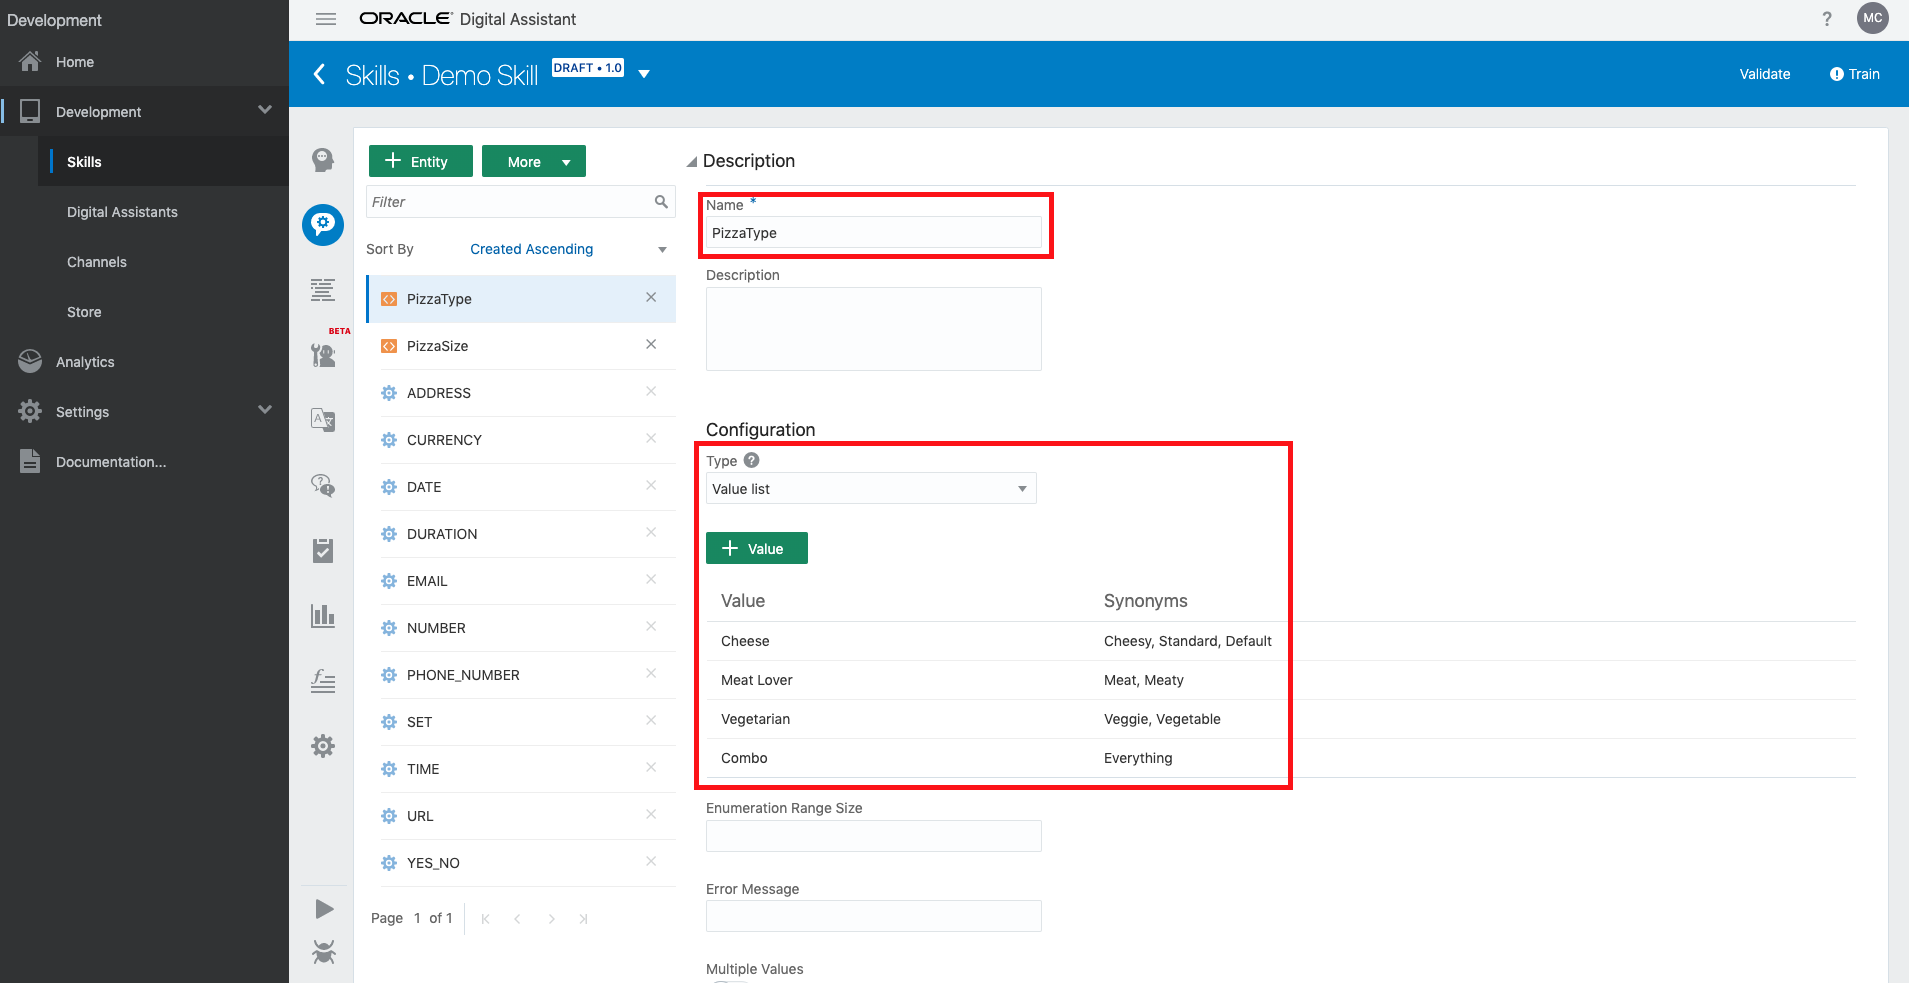 Development
Home
Development
Skills
Digital Assistants
Channels
Store
Analytics
Settings
Documentation...
ORACLE® Digital Assistant
?
MC
Skills • Demo Skill DRAFT • 1.0
Validate
Train
BETA
+ Entity
More
Filter
Sort By Created Ascending
PizzaType
PizzaSize
ADDRESS
CURRENCY
DATE
DURATION
EMAIL
NUMBER
PHONE_NUMBER
SET
TIME
URL
YES_NO
Page 1 of 1
Description
Name *
PizzaType
Description
Configuration
Type ?
Value list
+ Value
Value Synonyms
Cheese Cheesy, Standard, Default
Meat Lover Meat, Meaty
Vegetarian Veggie, Vegetable
Combo Everything
Enumeration Range Size
Error Message
Multiple Values